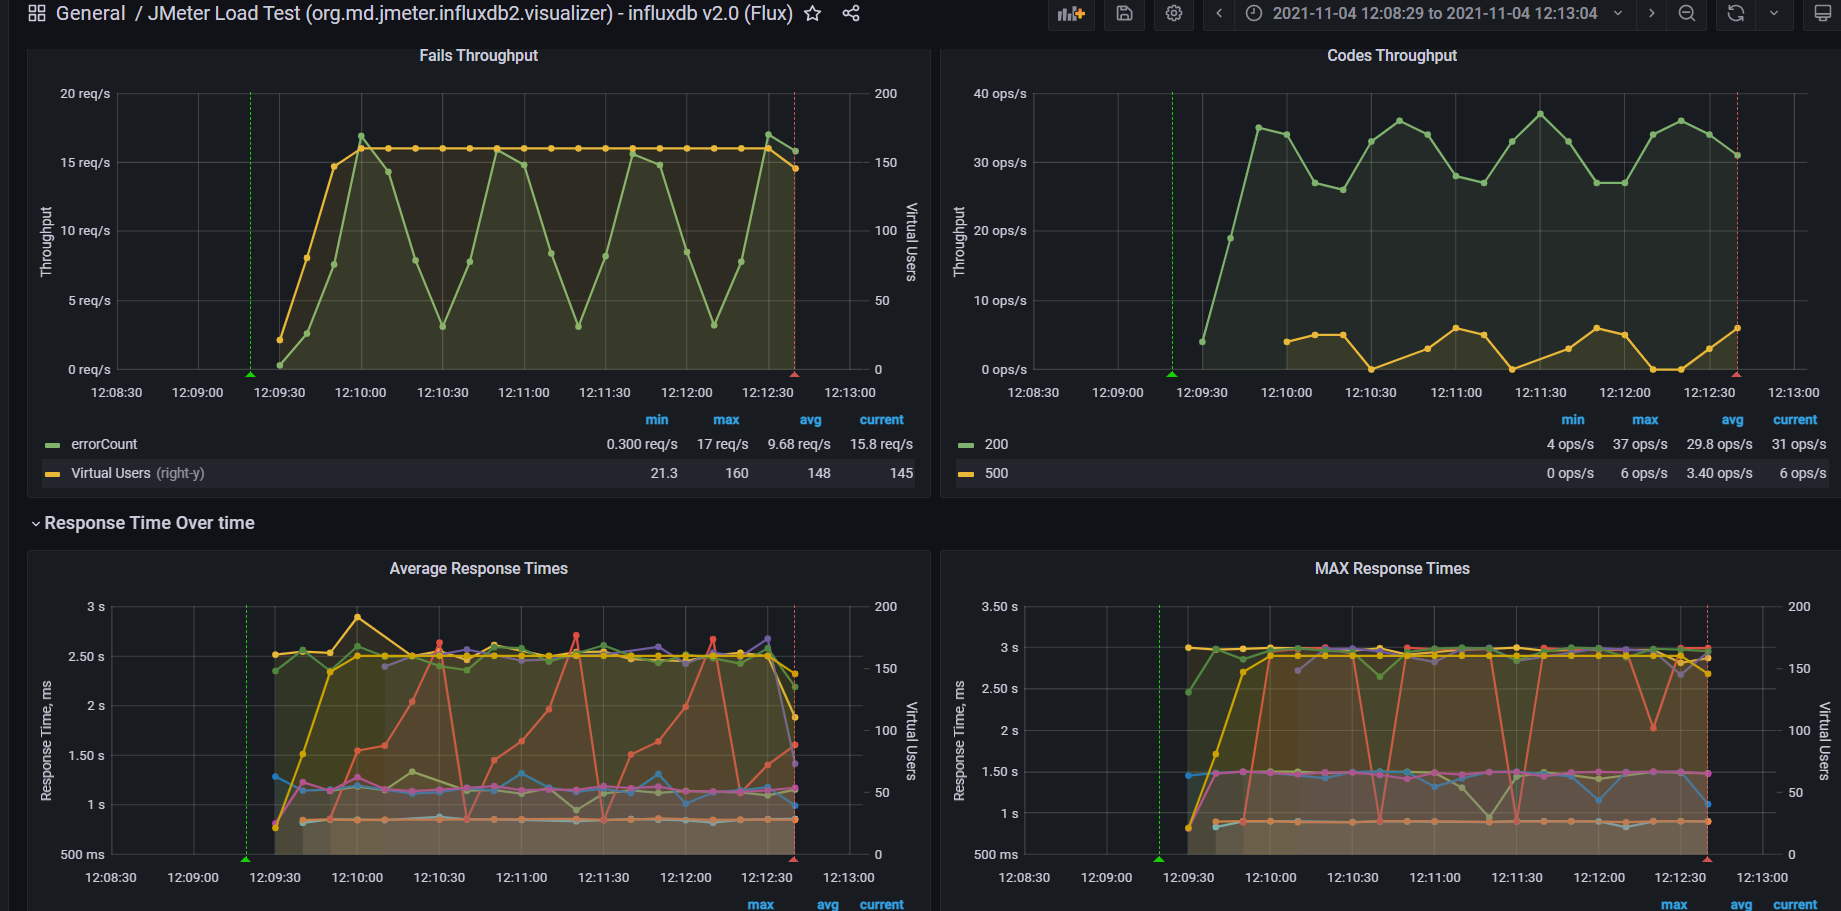 General / JMeter Load Test (org.md.jmeter.influxdb2.visualizer) - influxdb v2.0 (Flux)
2021-11-04 12:08:29 to 2021-11-04 12:13:04
Fails Throughput
20 req/s
15 req/s
10 req/s
5 req/s
0 req/s
Throughput
200
150
100
50
0
Virtual Users
12:08:30 12:09:00 12:09:30 12:10:00 12:10:30 12:11:00 12:11:30 12:12:00 12:12:30 12:13:00
min max avg current
errorCount 0.300 req/s 17 req/s 9.68 req/s 15.8 req/s
Virtual Users (right-y) 21.3 160 148 145
Codes Throughput
40 ops/s
30 ops/s
20 ops/s
10 ops/s
0 ops/s
Throughput
12:08:30 12:09:00 12:09:30 12:10:00 12:10:30 12:11:00 12:11:30 12:12:00 12:12:30 12:13:00
min max avg current
200 4 ops/s 37 ops/s 29.8 ops/s 31 ops/s
500 0 ops/s 6 ops/s 3.40 ops/s 6 ops/s
Response Time Over time
Average Response Times
3 s
2.50 s
2 s
1.50 s
1 s
500 ms
Response Time, ms
200
150
100
50
0
Virtual Users
12:08:30 12:09:00 12:09:30 12:10:00 12:10:30 12:11:00 12:11:30 12:12:00 12:12:30 12:13:00
max avg current
MAX Response Times
3.50 s
3 s
2.50 s
2 s
1.50 s
1 s
500 ms
Response Time, ms
200
150
100
50
0
Virtual Users
12:08:30 12:09:00 12:09:30 12:10:00 12:10:30 12:11:00 12:11:30 12:12:00 12:12:30 12:13:00
max avg current